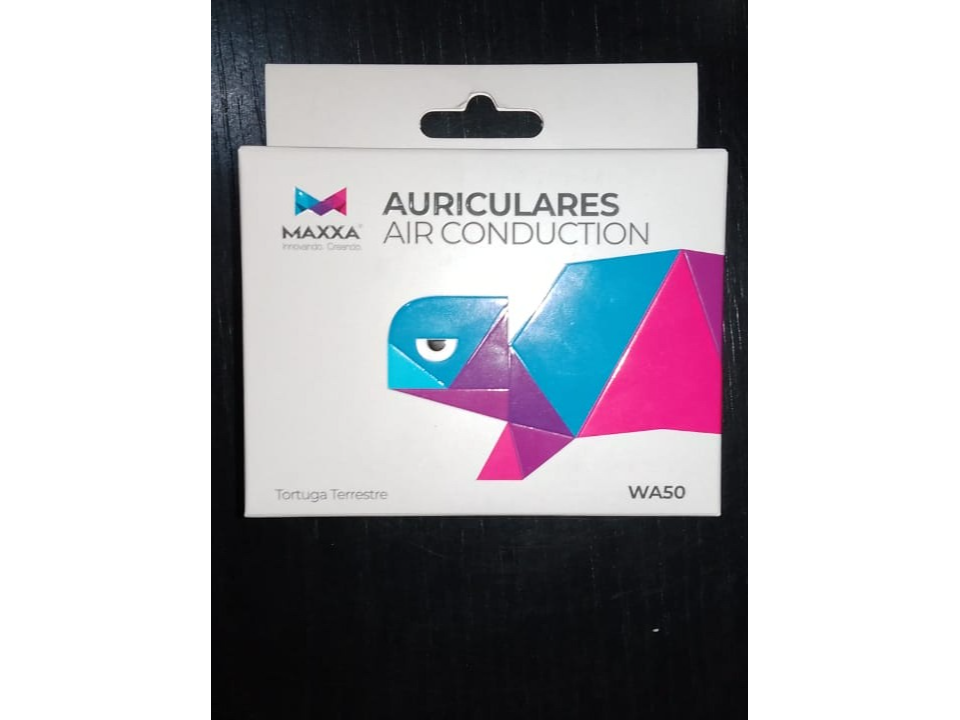 AURICULARES
AIR CONDUCTION
MAXXA®
Innovando. Creando.
Tortuga Terrestre
WA50